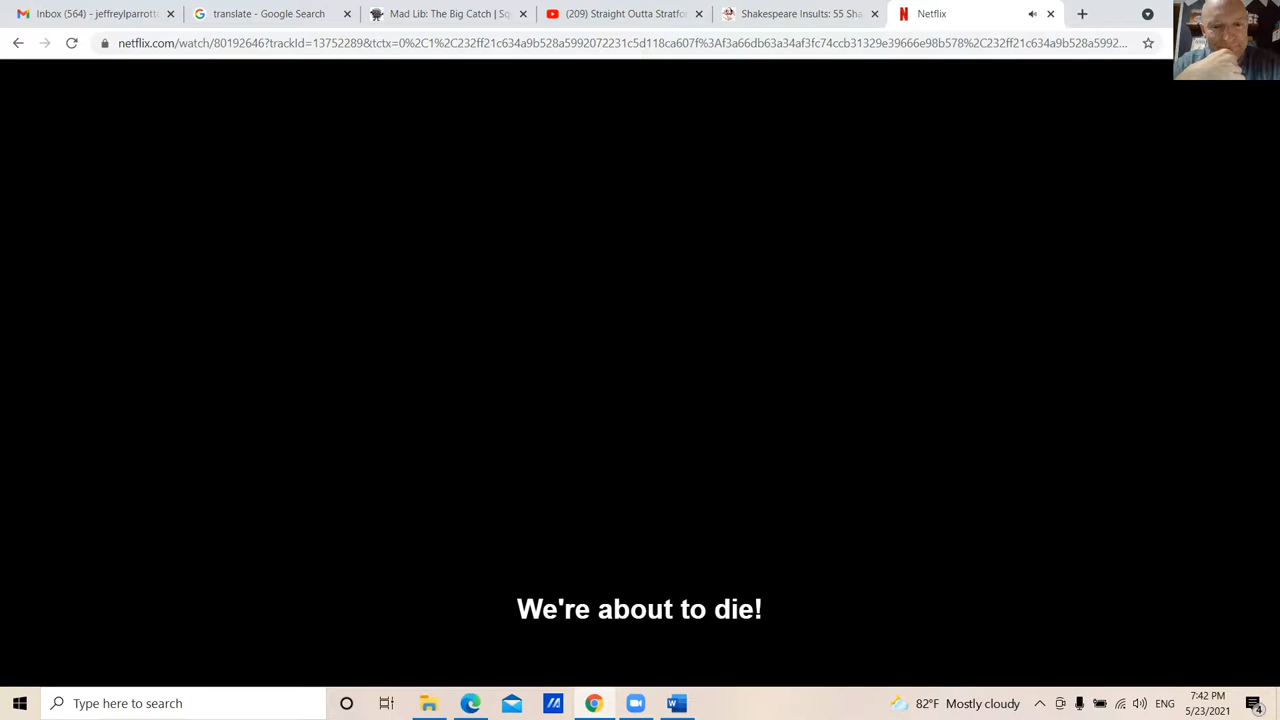 Inbox (564) - jeffreylparrott
translate - Google Search
Mad Lib: The Big Catch | Sq
(209) Straight Outta Stratfo
Shakespeare Insults: 55 Sha
Netflix
netflix.com/watch/80192646?trackId=13752289&tctx=0%2C1%2C232ff21c634a9b528a5992072231c5d118ca607f%3Af3a66db63a34af3fc74ccb31329e39666e98b578%2C232ff21c634a9b528a5992...
We're about to die!
Type here to search
82°F Mostly cloudy
ENG
7:42 PM
5/23/2021
4